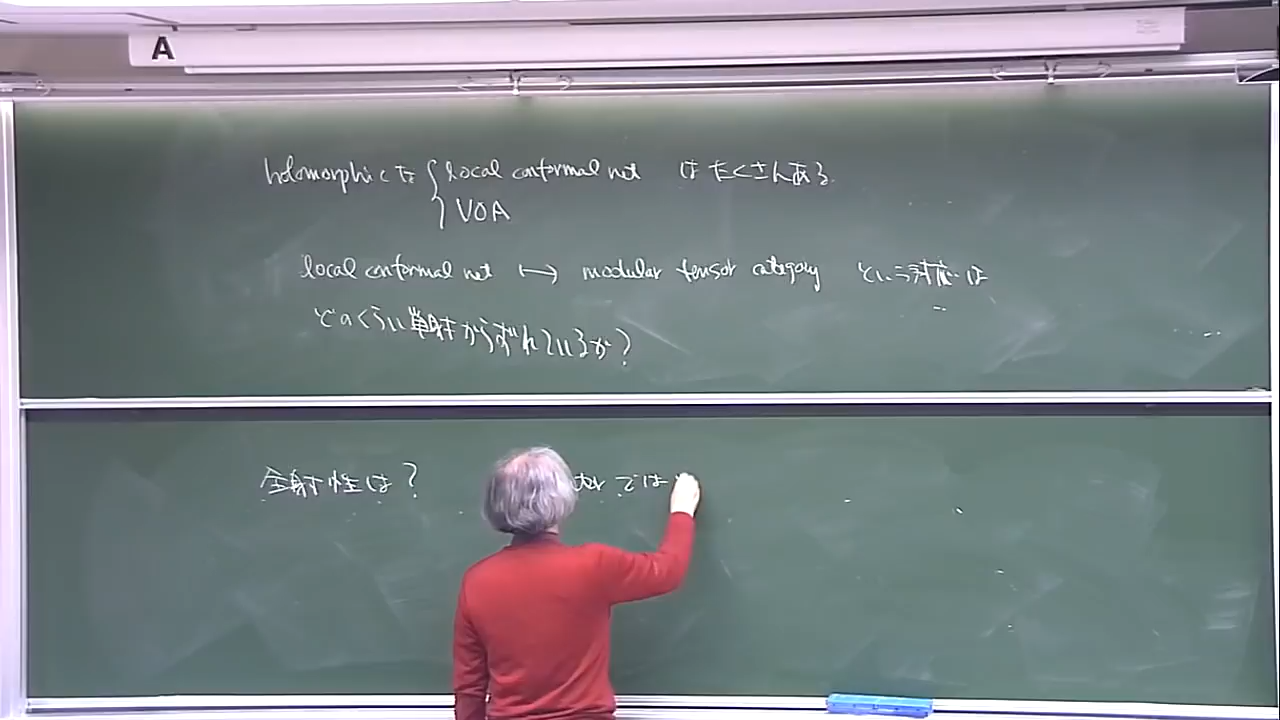 A
holomorphic な { local conformal net はたくさんある.
VOA
local conformal net ↦ modular tensor category という対応は
どのくらい単射からずれているか?
全射性は? では